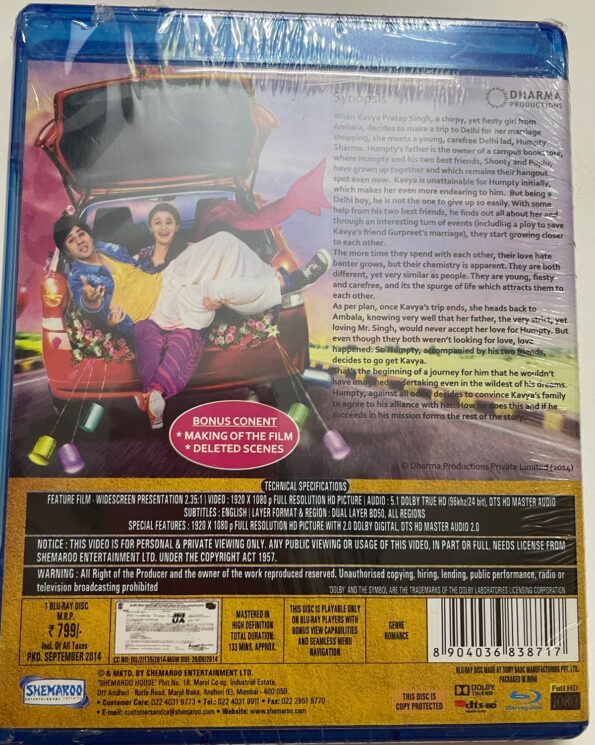 DHARMA
PRODUCTIONS
Synopsis
When Kavya Pratap Singh, a chirpy, yet fiesty girl from
Ambala, decides to make a trip to Delhi for her marriage
shopping, she meets a young, carefree Delhi lad, Humpty
Sharma. Humpty's father is the owner of a campus bookstore,
where Humpty and his two best friends, Shonty and Poplu,
have grown up together and which remains their hangout
spot even now. Kavya is unattainable for Humpty initially,
which makes her even more endearing to him. But being a
Delhi boy, he is not the one to give up so easily. With some
help from his two best friends, he finds out all about her and
through an interesting turn of events (including a ploy to save
Kavya's friend Gurpreet's marriage), they start growing closer
to each other.
The more time they spend with each other, their love hate
banter grows, but their chemistry is apparent. They are both
different, yet very similar as people. They are young, fiesty
and carefree, and its the spurge of life which attracts them to
each other.
As per plan, once Kavya's trip ends, she heads back to
Ambala, knowing very well that her father, the very strict, yet
loving Mr. Singh, would never accept her love for Humpty. But
even though they both weren't looking for love, love
happened. So Humpty, accompanied by his two friends,
decides to go get Kavya.
That's the beginning of a journey for him that he wouldn't
have imagined undertaking even in the wildest of his dreams.
Humpty, against all odds, decides to convince Kavya's family
to agree to his alliance with her. How he does this and if he
succeeds in his mission forms the rest of the story.
BONUS CONENT
* MAKING OF THE FILM
* DELETED SCENES
© Dharma Productions Private Limited (2014)
TECHNICAL SPECIFICATIONS
FEATURE FILM - WIDESCREEN PRESENTATION 2.35:1 | VIDEO : 1920 X 1080 p FULL RESOLUTION HD PICTURE | AUDIO : 5.1 DOLBY TRUE HD (96khz/24 bit), DTS HD MASTER AUDIO
SUBTITLES : ENGLISH | LAYER FORMAT & REGION : DUAL LAYER BD50, ALL REGIONS
SPECIAL FEATURES : 1920 X 1080 p FULL RESOLUTION HD PICTURE WITH 2.0 DOLBY DIGITAL, DTS HD MASTER AUDIO 2.0
NOTICE : THIS VIDEO IS FOR PERSONAL & PRIVATE VIEWING ONLY. ANY PUBLIC VIEWING OR USAGE OF THIS VIDEO, IN PART OR FULL, NEEDS LICENSE FROM
SHEMAROO ENTERTAINMENT LTD. UNDER THE COPYRIGHT ACT 1957.
WARNING : All Right of the Producer and the owner of the work reproduced reserved. Unauthorised copying, hiring, lending, public performance, radio or
television broadcasting prohibited
'DOLBY' AND THE SYMBOL ARE THE TRADEMARKS OF THE DOLBY LABORATORIES LICENSING CORPORATION
1 BLU-RAY DISC
M.R.P.
₹ 799/-
Incl. Of All Taxes
PKD. SEPTEMBER 2014
UA
MASTERED IN
HIGH DEFINITION
TOTAL DURATION:
133 MINS. APPROX.
THIS DISC IS PLAYABLE ONLY
ON BLU-RAY PLAYERS WITH
BONUS VIEW CAPABILITIES
AND SEAMLESS MENU
NAVIGATION
GENRE
ROMANCE
8 904036 838717
BLU-RAY DISC MADE AT SONY DADC MANUFACTURING PVT. LTD.
PACKAGED IN INDIA
SHEMAROO
© & MKTD. BY SHEMAROO ENTERTAINMENT LTD.
'SHEMAROO HOUSE' Plot No. 18, Marol Co-op. Industrial Estate,
Off Andheri - Kurla Road, Marol Naka, Andheri (E), Mumbai - 400 059.
• Customer Care: 022 4031 9773 • Tel.: 022 4031 9911 • Fax: 022 2851 9770
• E-mail: customerservice@shemaroo.com • Website: www.shemaroo.com
THIS DISC IS
COPY PROTECTED
DOLBY
TRUEHD
dts-HD
Blu-ray Disc
Full HD
1080